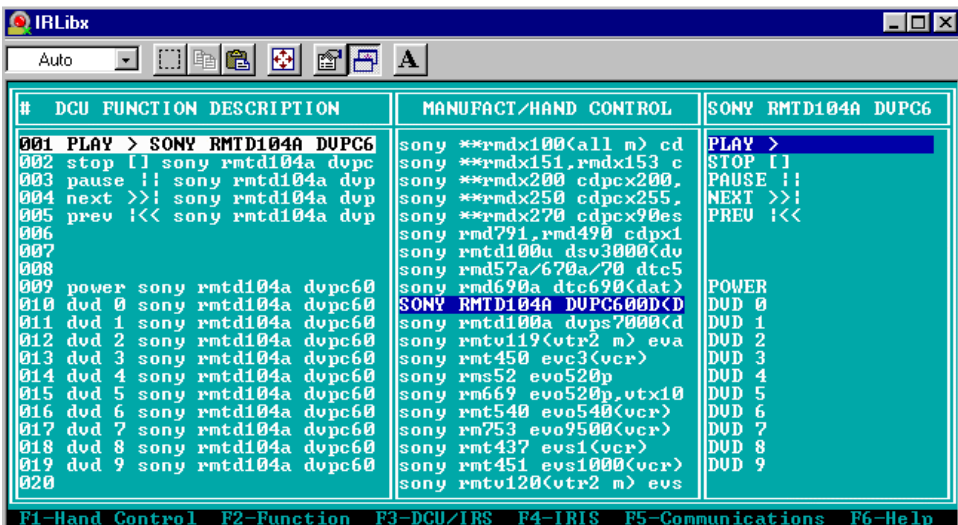 IRLibx
Auto
A
# DCU FUNCTION DESCRIPTION
001 PLAY > SONY RMTD104A DVPC6
002 stop [] sony rmtd104a dvpc
003 pause ¦¦ sony rmtd104a dvp
004 next >>¦ sony rmtd104a dvp
005 prev ¦<< sony rmtd104a dvp
006
007
008
009 power sony rmtd104a dvpc60
010 dvd 0 sony rmtd104a dvpc60
011 dvd 1 sony rmtd104a dvpc60
012 dvd 2 sony rmtd104a dvpc60
013 dvd 3 sony rmtd104a dvpc60
014 dvd 4 sony rmtd104a dvpc60
015 dvd 5 sony rmtd104a dvpc60
016 dvd 6 sony rmtd104a dvpc60
017 dvd 7 sony rmtd104a dvpc60
018 dvd 8 sony rmtd104a dvpc60
019 dvd 9 sony rmtd104a dvpc60
020
MANUFACT/HAND CONTROL
sony **rmdx100(all m) cd
sony **rmdx151,rmdx153 c
sony **rmdx200 cdpcx200,
sony **rmdx250 cdpcx255,
sony **rmdx270 cdpcx90es
sony rmd791,rmd490 cdpx1
sony rmtd100u dsv3000(dv
sony rmd57a/670a/70 dtc5
sony rmd690a dtc690(dat)
SONY RMTD104A DVPC600D(D
sony rmtd100a dvps7000(d
sony rmtv119(vtr2 m) eva
sony rmt450 evc3(vcr)
sony rms52 evo520p
sony rm669 evo520p,vtx10
sony rmt540 evo540(vcr)
sony rm753 evo9500(vcr)
sony rmt437 evs1(vcr)
sony rmt451 evs1000(vcr)
sony rmtv120(vtr2 m) evs
SONY RMTD104A DVPC6
PLAY >
STOP []
PAUSE ¦¦
NEXT >>¦
PREV ¦<<
POWER
DVD 0
DVD 1
DVD 2
DVD 3
DVD 4
DVD 5
DVD 6
DVD 7
DVD 8
DVD 9
F1-Hand Control F2-Function F3-DCU/IRS F4-IRIS F5-Communications F6-Help